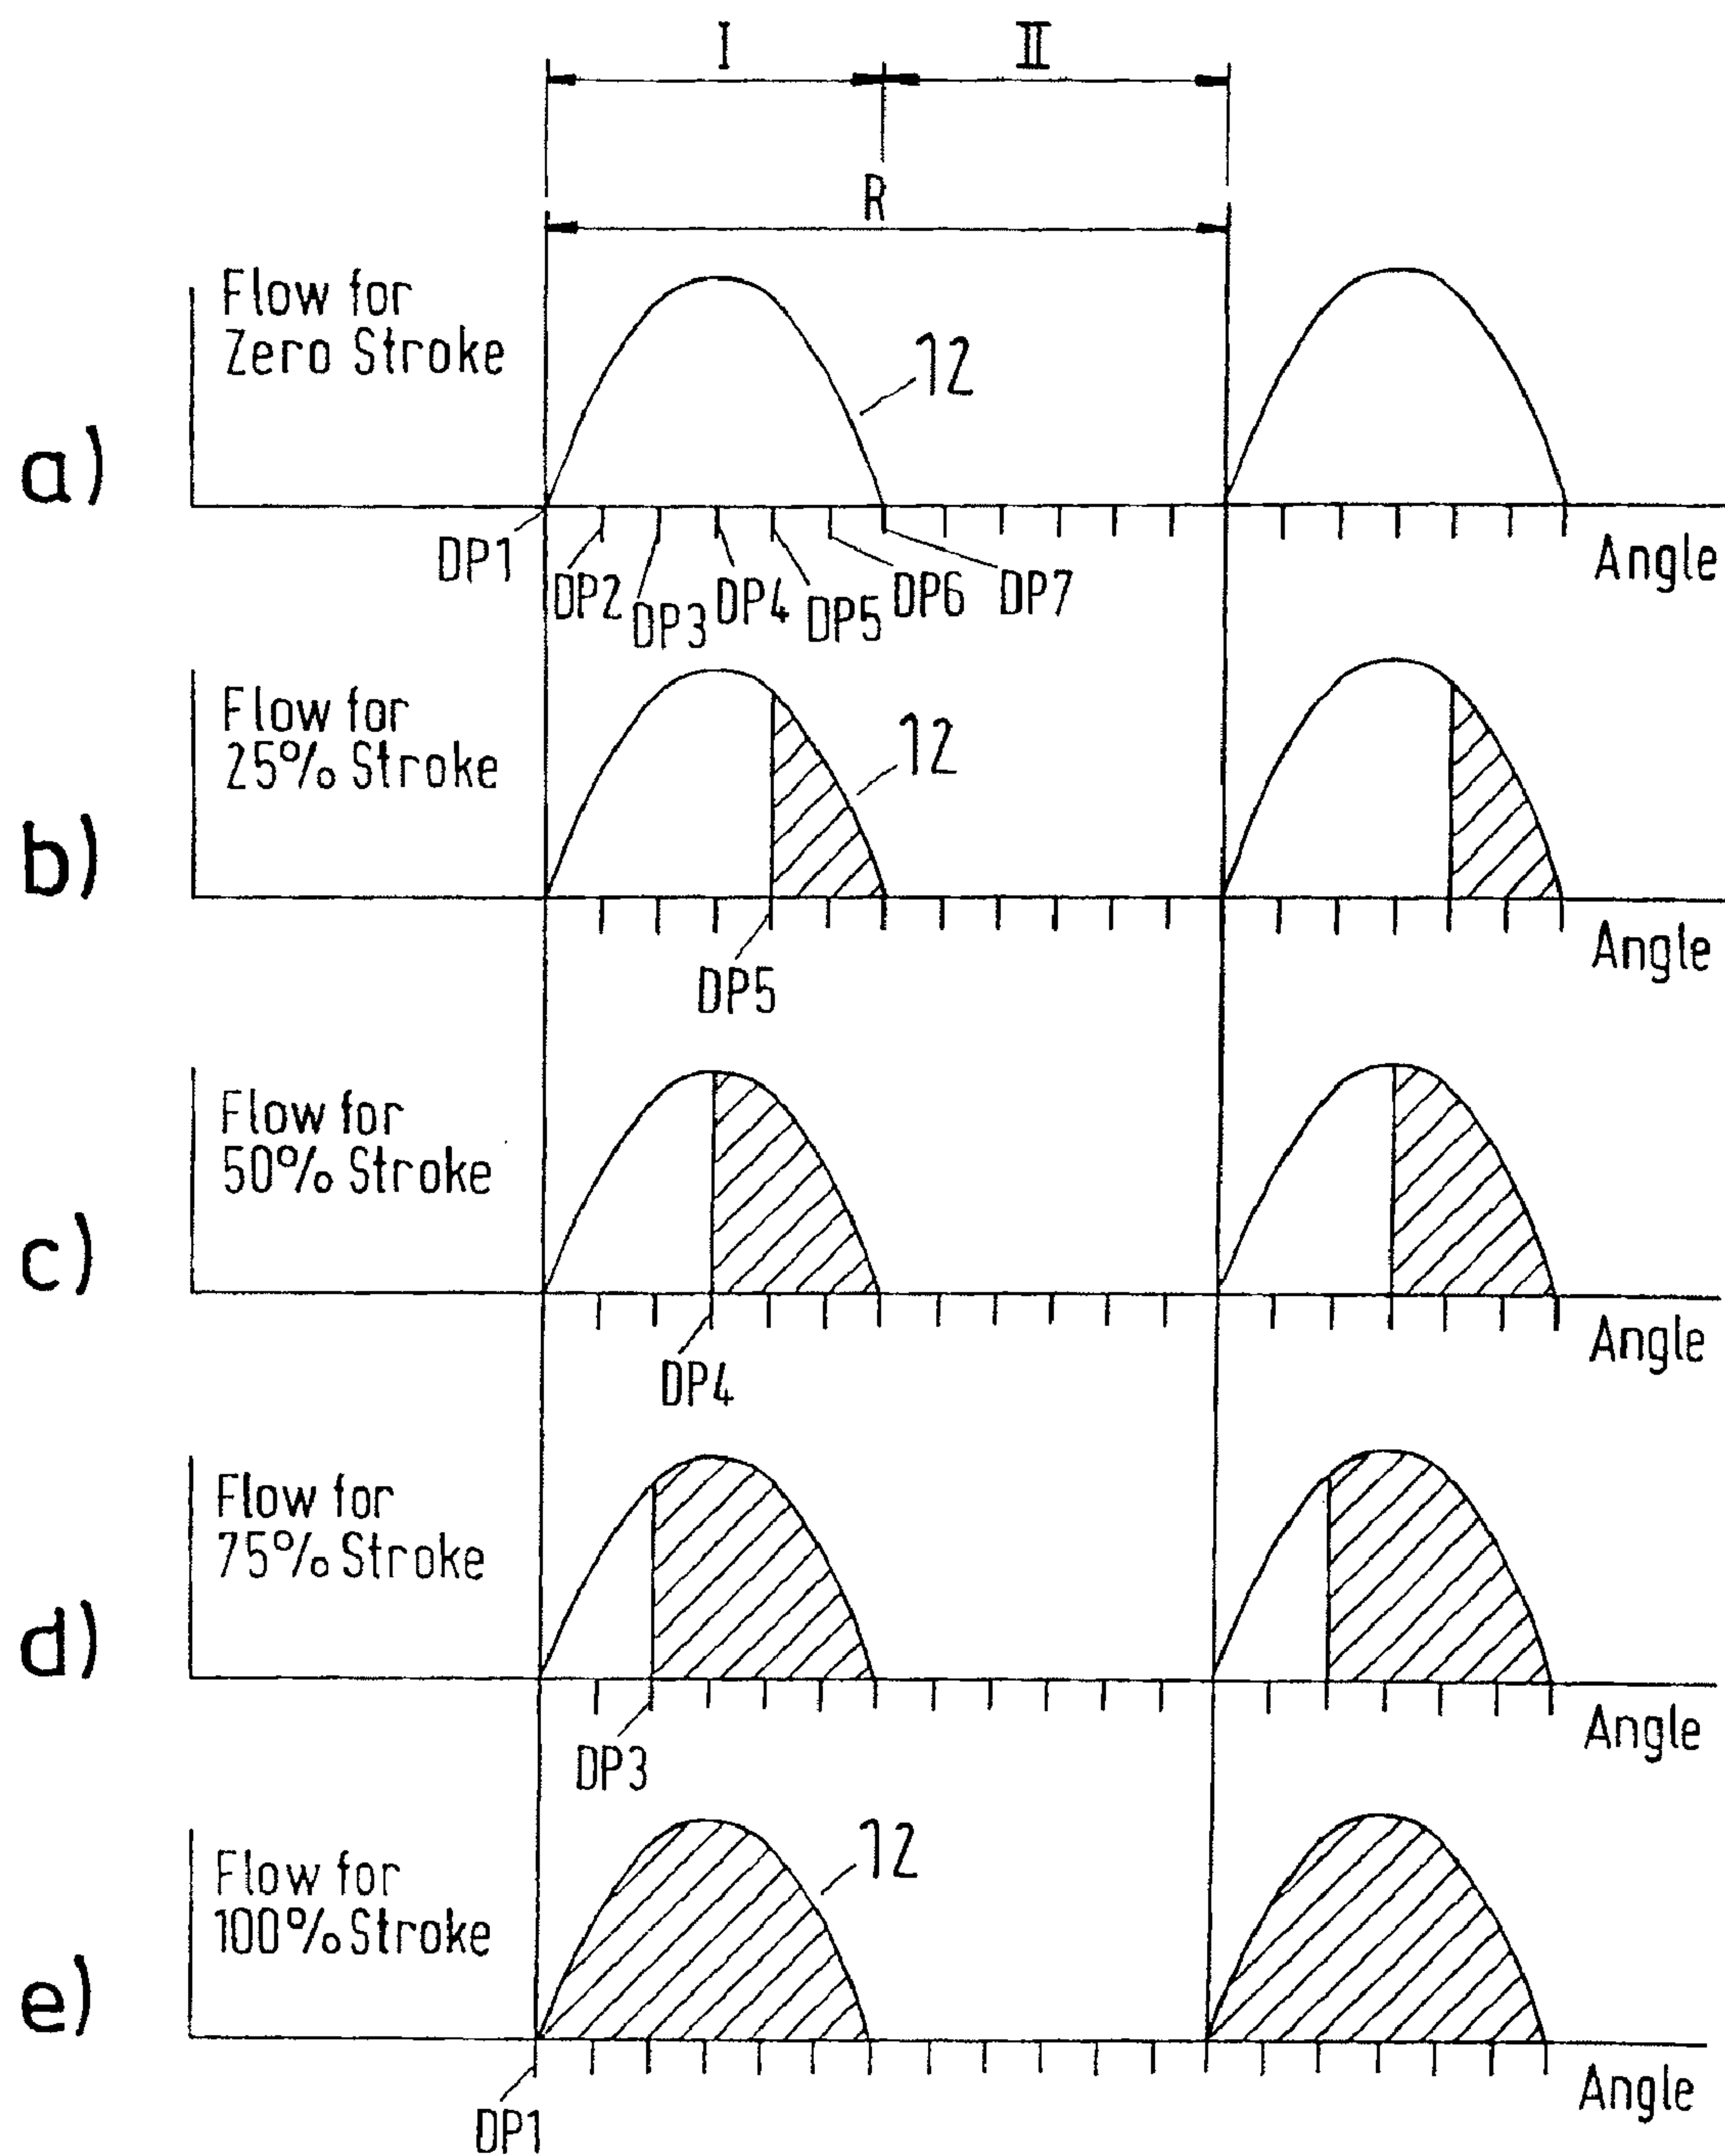 I
II
R
Flow for
Zero Stroke
12
a)
Angle
DP1
DP2
DP3
DP4
DP5
DP6
DP7
Flow for
25% Stroke
12
b)
Angle
DP5
Flow for
50% Stroke
c)
Angle
DP4
Flow for
75% Stroke
d)
Angle
DP3
Flow for
100% Stroke
12
e)
Angle
DP1